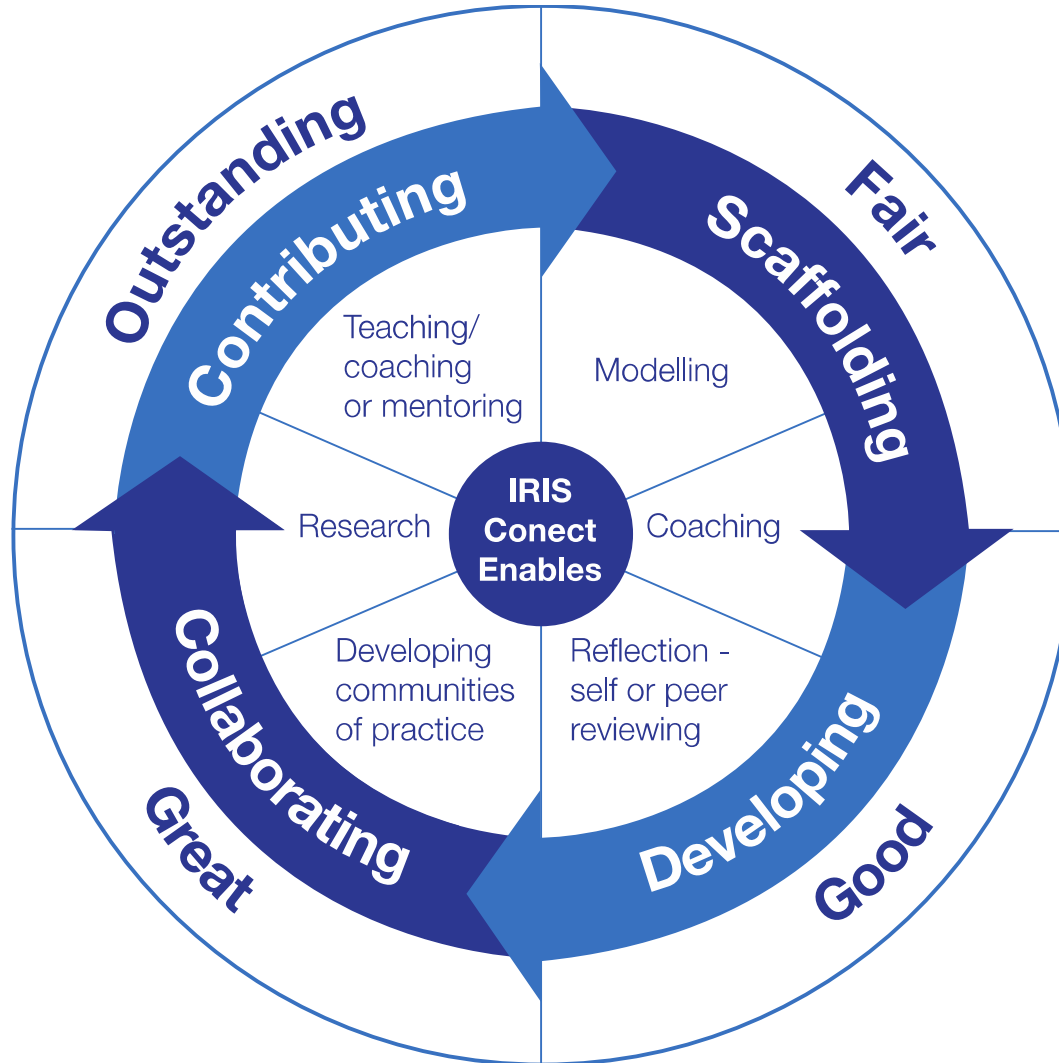 Outstanding
Fair
Contributing
Scaffolding
Teaching/
coaching
or mentoring
Modelling
IRIS
Conect
Enables
Research
Coaching
Developing
communities
of practice
Reflection -
self or peer
reviewing
Collaborating
Developing
Great
Good